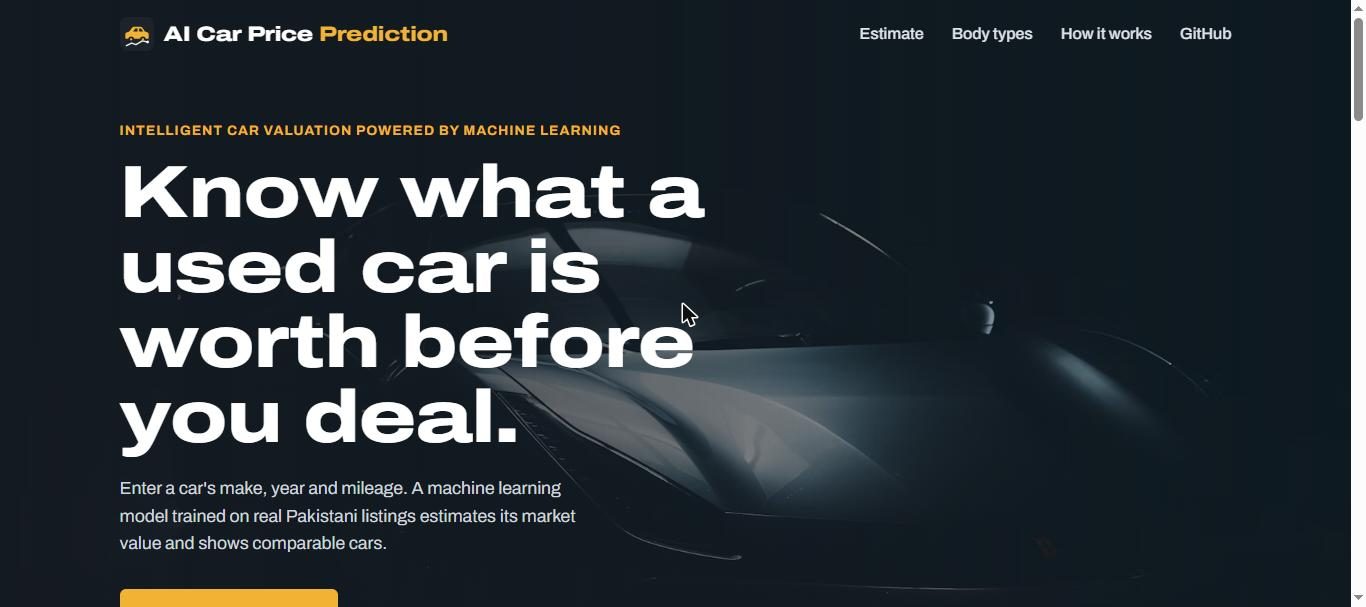 AI Car Price Prediction
Estimate
Body types
How it works
GitHub
INTELLIGENT CAR VALUATION POWERED BY MACHINE LEARNING
Know what a
used car is
worth before
you deal.
Enter a car's make, year and mileage. A machine learning
model trained on real Pakistani listings estimates its market
value and shows comparable cars.